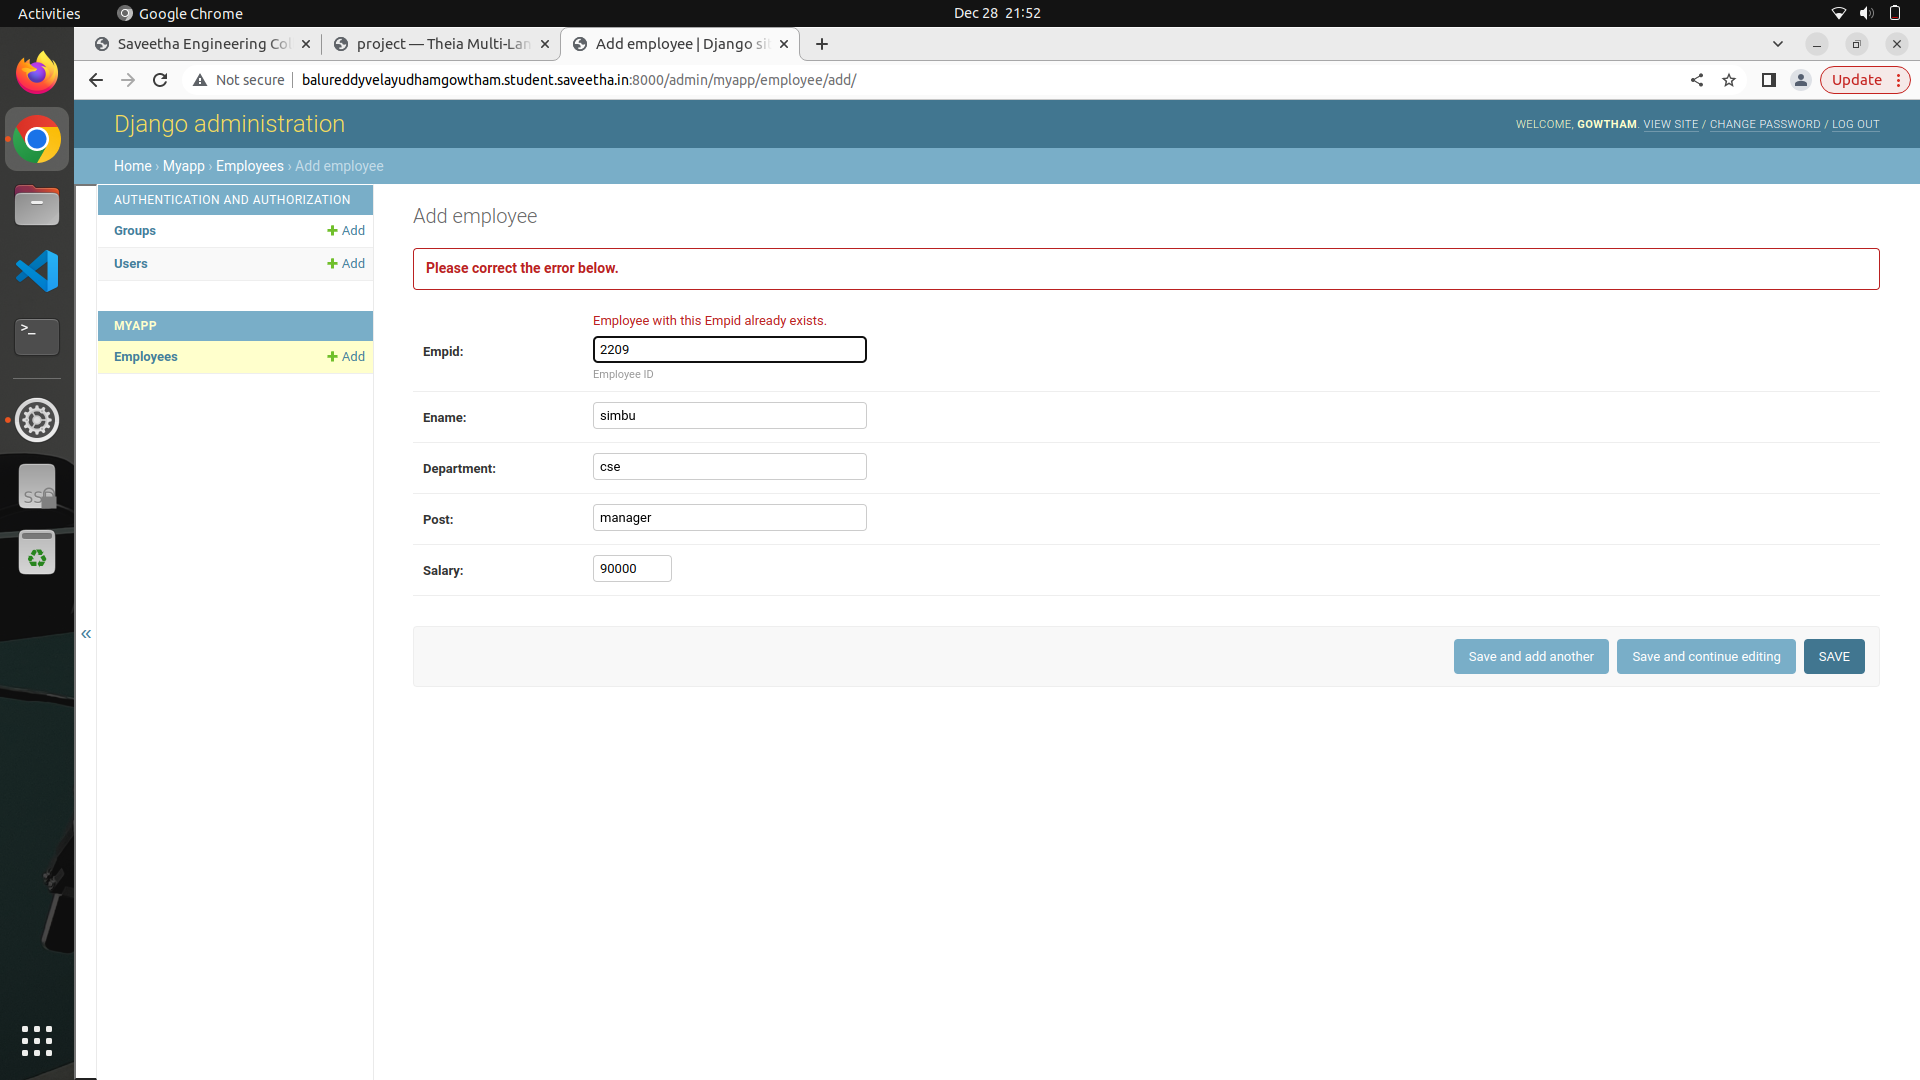 Activities
Google Chrome
Dec 28 21:52
Saveetha Engineering Col
project — Theia Multi-Lan
Add employee | Django si
Not secure
balureddyvelayudhamgowtham.student.saveetha.in:8000/admin/myapp/employee/add/
Update
Django administration
WELCOME, GOWTHAM. VIEW SITE / CHANGE PASSWORD / LOG OUT
Home › Myapp › Employees › Add employee
AUTHENTICATION AND AUTHORIZATION
Groups
Add
Users
Add
MYAPP
Employees
Add
«
Add employee
Please correct the error below.
Employee with this Empid already exists.
Empid:
2209
Employee ID
Ename:
simbu
Department:
cse
Post:
manager
Salary:
90000
Save and add another
Save and continue editing
SAVE
>_